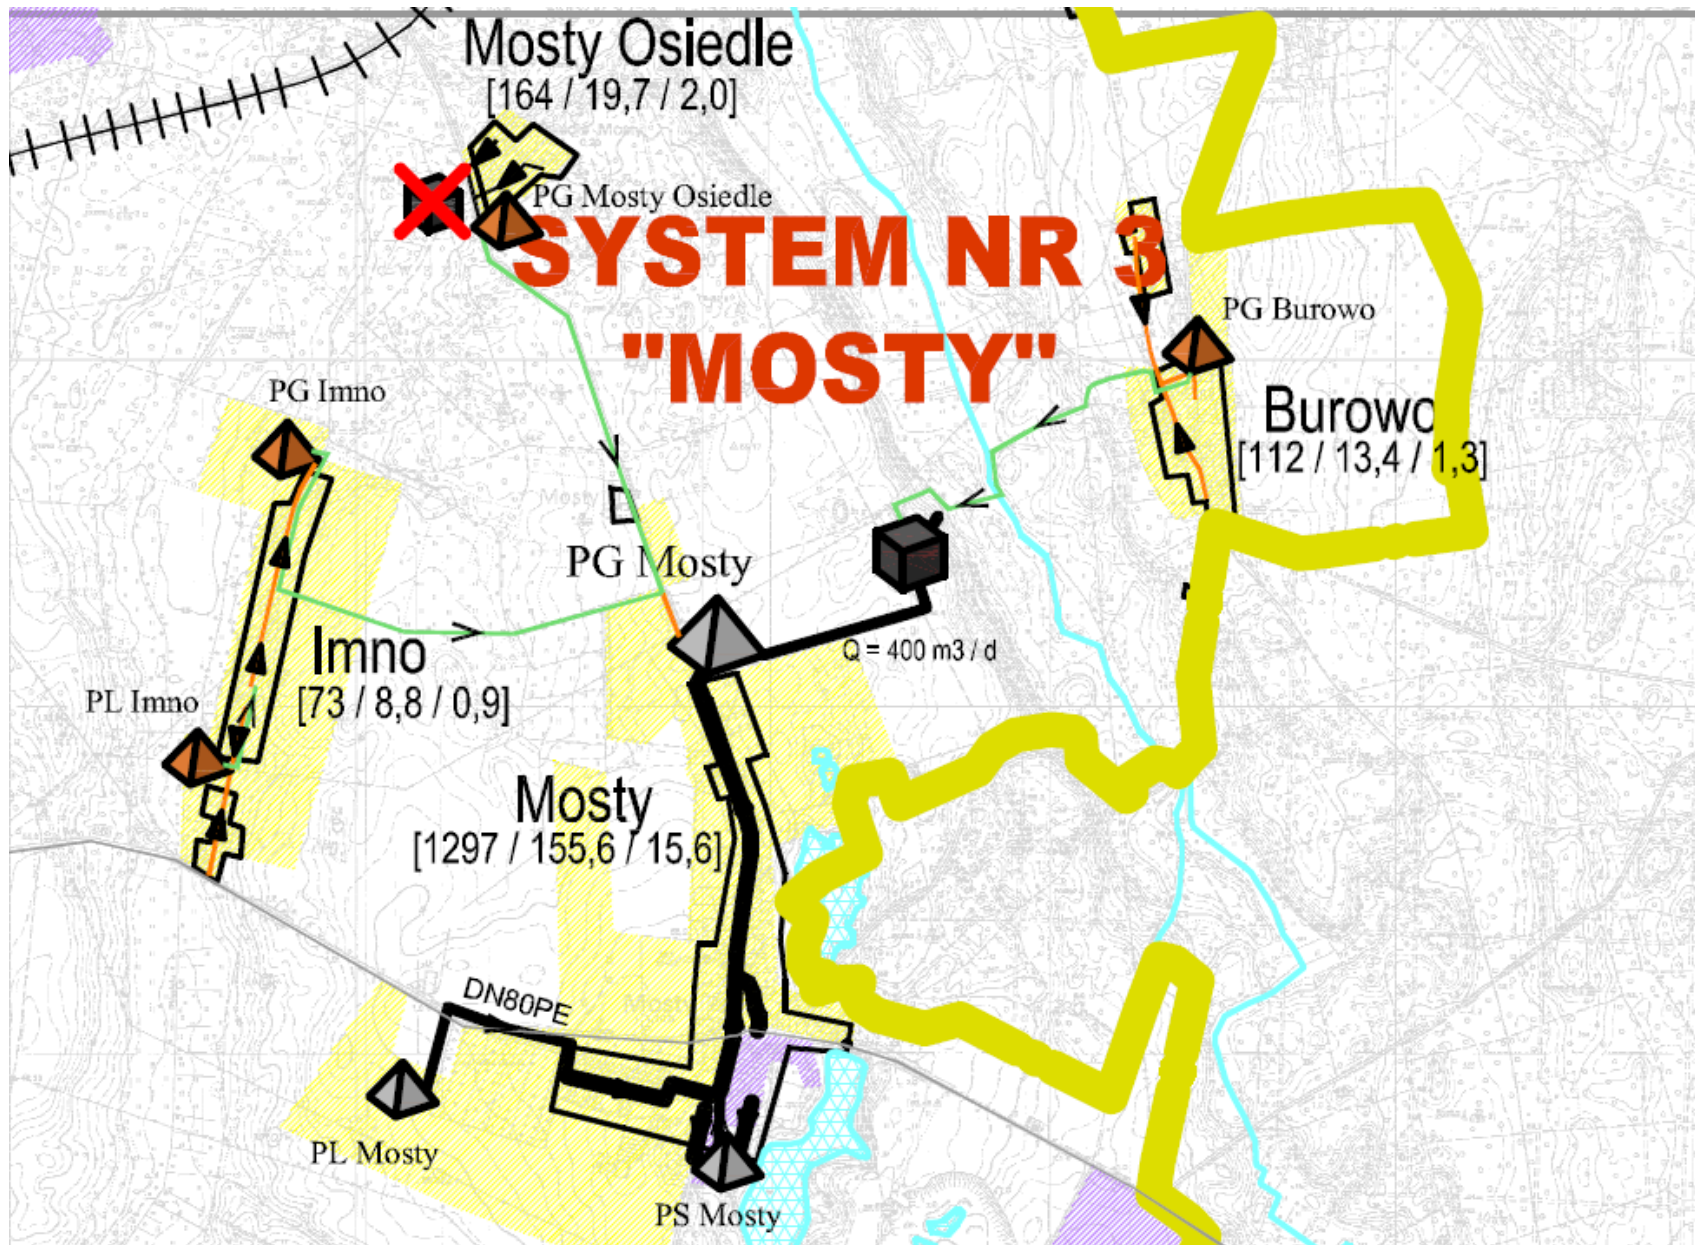 Mosty Osiedle
[164 / 19,7 / 2,0]
PG Mosty Osiedle
SYSTEM NR 3
"MOSTY"
PG Burowo
Burowo
[112 / 13,4 / 1,3]
PG Imno
PG Mosty
Q = 400 m3 / d
Imno
[73 / 8,8 / 0,9]
PL Imno
Mosty
[1297 / 155,6 / 15,6]
DN80PE
Mosty
PL Mosty
PS Mosty